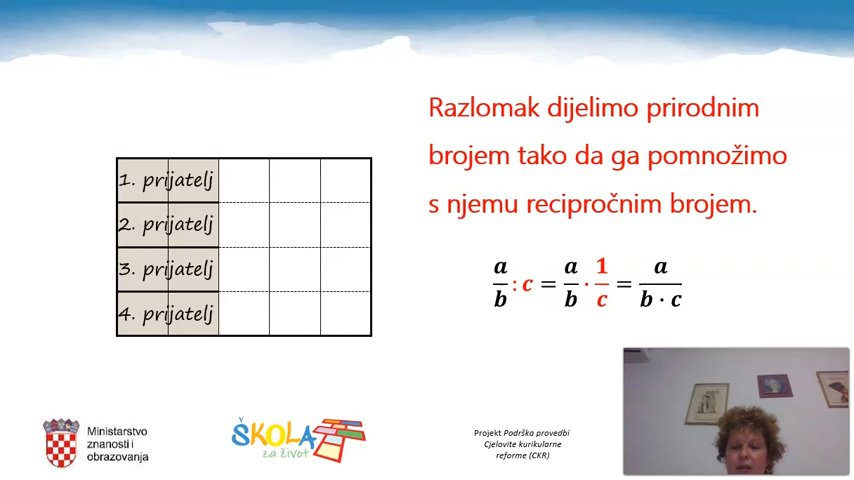 Razlomak dijelimo prirodnim
brojem tako da ga pomnožimo
s njemu recipročnim brojem.
1. prijatelj
2. prijatelj
3. prijatelj
4. prijatelj
a/b : c = a/b · 1/c = a/(b · c)
Ministarstvo
znanosti i
obrazovanja
ŠKOLA
za život
Projekt Podrška provedbi
Cjelovite kurikularne
reforme (CKR)